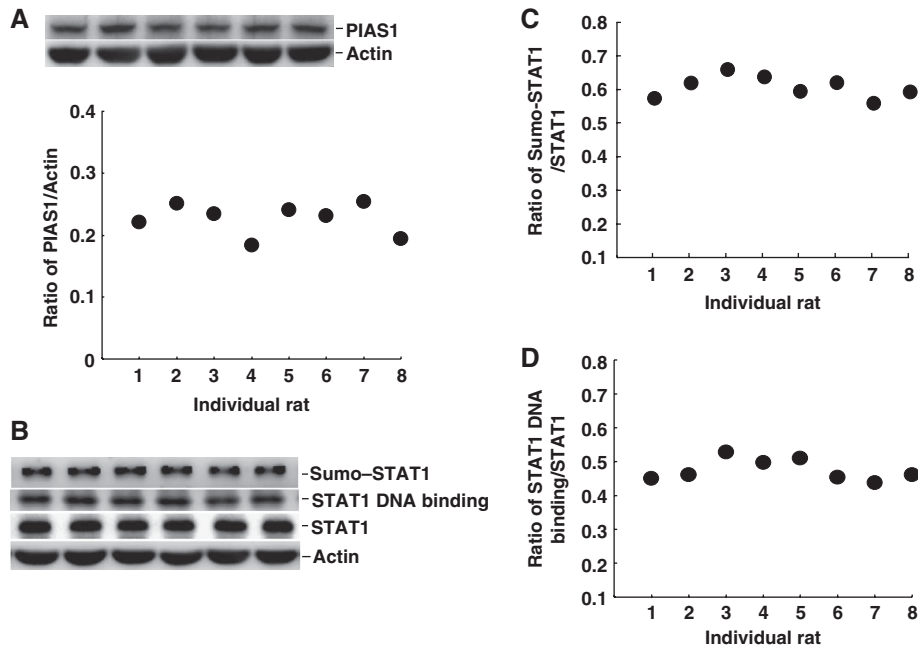 A
PIAS1
Actin
Ratio of PIAS1/Actin
0.4
0.3
0.2
0.1
0
1 2 3 4 5 6 7 8
Individual rat
B
Sumo–STAT1
STAT1 DNA binding
STAT1
Actin
C
Ratio of Sumo-STAT1
/STAT1
0.8
0.7
0.6
0.5
0.4
0.3
0.2
0.1
1 2 3 4 5 6 7 8
Individual rat
D
Ratio of STAT1 DNA
binding/STAT1
0.8
0.7
0.6
0.5
0.4
0.3
0.2
0.1
1 2 3 4 5 6 7 8
Individual rat